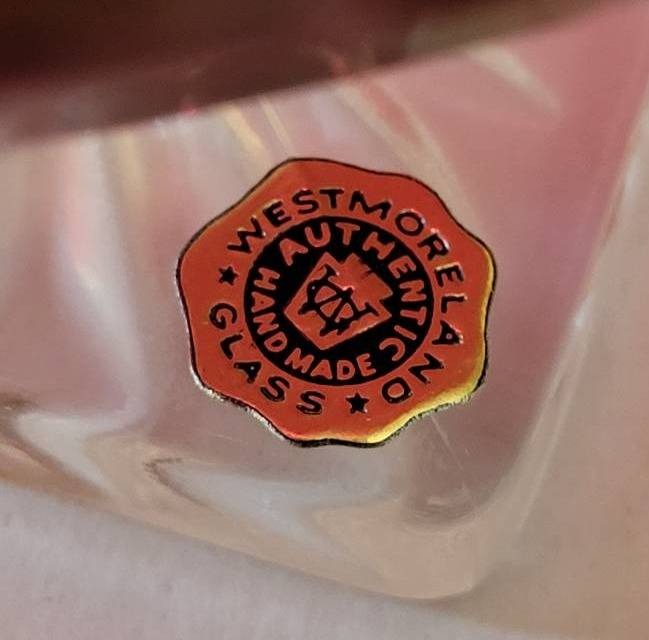 WESTMORELAND
★ GLASS ★
AUTHENTIC
HAND MADE
W G